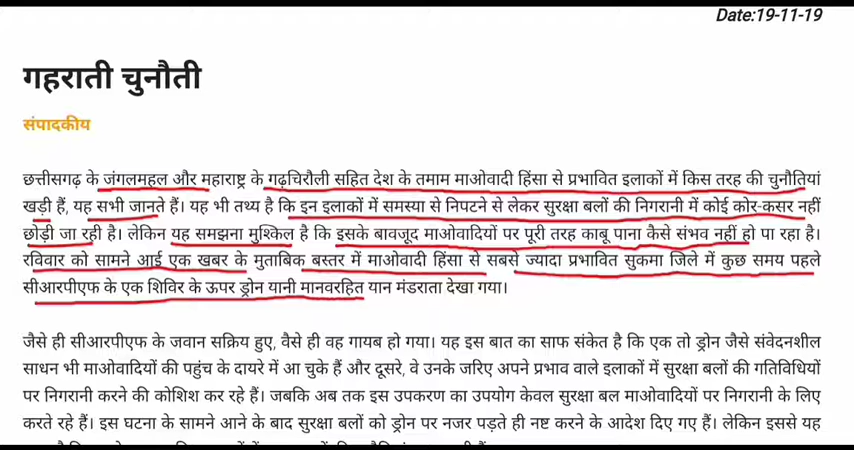 Date:19-11-19
गहराती चुनौती
संपादकीय
छत्तीसगढ़ के जंगलमहल और महाराष्ट्र के गढ़चिरौली सहित देश के तमाम माओवादी हिंसा से प्रभावित इलाकों में किस तरह की चुनौतियां
खड़ी हैं, यह सभी जानते हैं। यह भी तथ्य है कि इन इलाकों में समस्या से निपटने से लेकर सुरक्षा बलों की निगरानी में कोई कोर-कसर नहीं
छोड़ी जा रही है। लेकिन यह समझना मुश्किल है कि इसके बावजूद माओवादियों पर पूरी तरह काबू पाना कैसे संभव नहीं हो पा रहा है।
रविवार को सामने आई एक खबर के मुताबिक बस्तर में माओवादी हिंसा से सबसे ज्यादा प्रभावित सुकमा जिले में कुछ समय पहले
सीआरपीएफ के एक शिविर के ऊपर ड्रोन यानी मानवरहित यान मंडराता देखा गया।
जैसे ही सीआरपीएफ के जवान सक्रिय हुए, वैसे ही वह गायब हो गया। यह इस बात का साफ संकेत है कि एक तो ड्रोन जैसे संवेदनशील
साधन भी माओवादियों की पहुंच के दायरे में आ चुके हैं और दूसरे, वे उनके जरिए अपने प्रभाव वाले इलाकों में सुरक्षा बलों की गतिविधियों
पर निगरानी करने की कोशिश कर रहे हैं। जबकि अब तक इस उपकरण का उपयोग केवल सुरक्षा बल माओवादियों पर निगरानी के लिए
करते रहे हैं। इस घटना के सामने आने के बाद सुरक्षा बलों को ड्रोन पर नजर पड़ते ही नष्ट करने के आदेश दिए गए हैं। लेकिन इससे यह